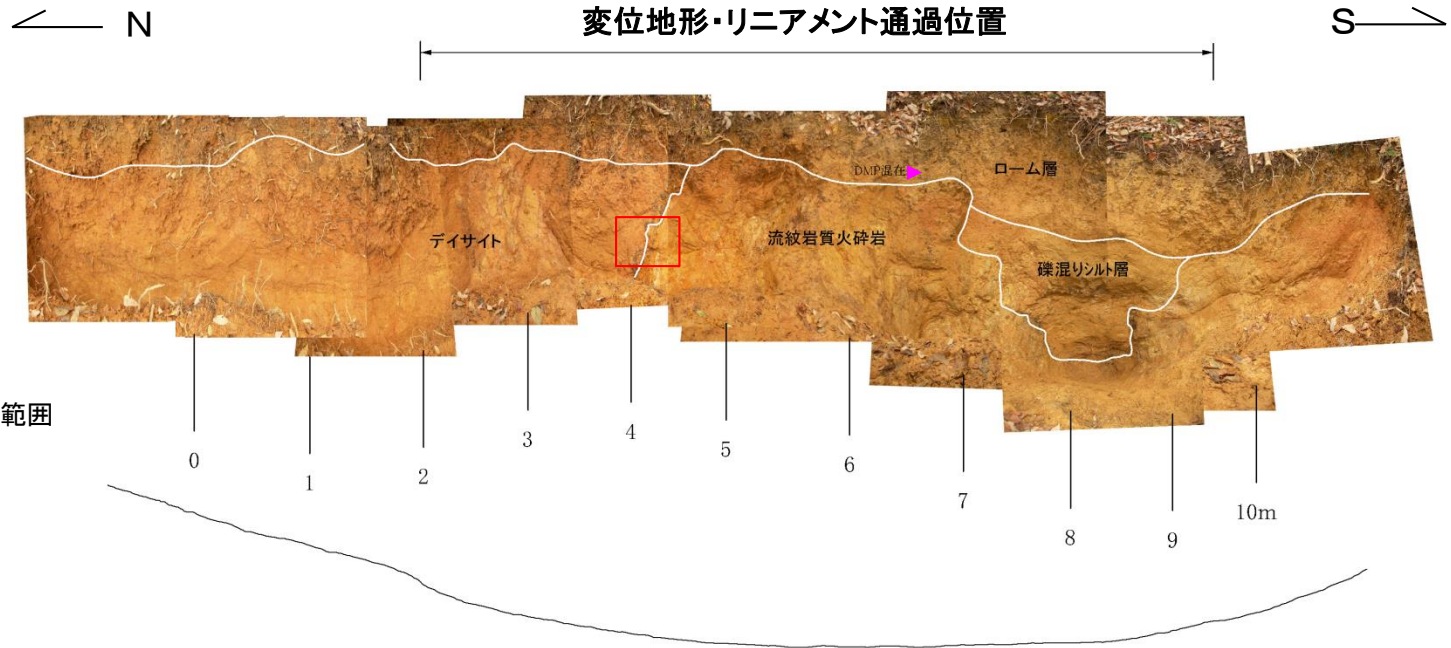 N
変位地形・リニアメント通過位置
S
DMP混在
ローム層
デイサイト
流紋岩質火砕岩
礫混りシルト層
範囲
0
1
2
3
4
5
6
7
8
9
10m